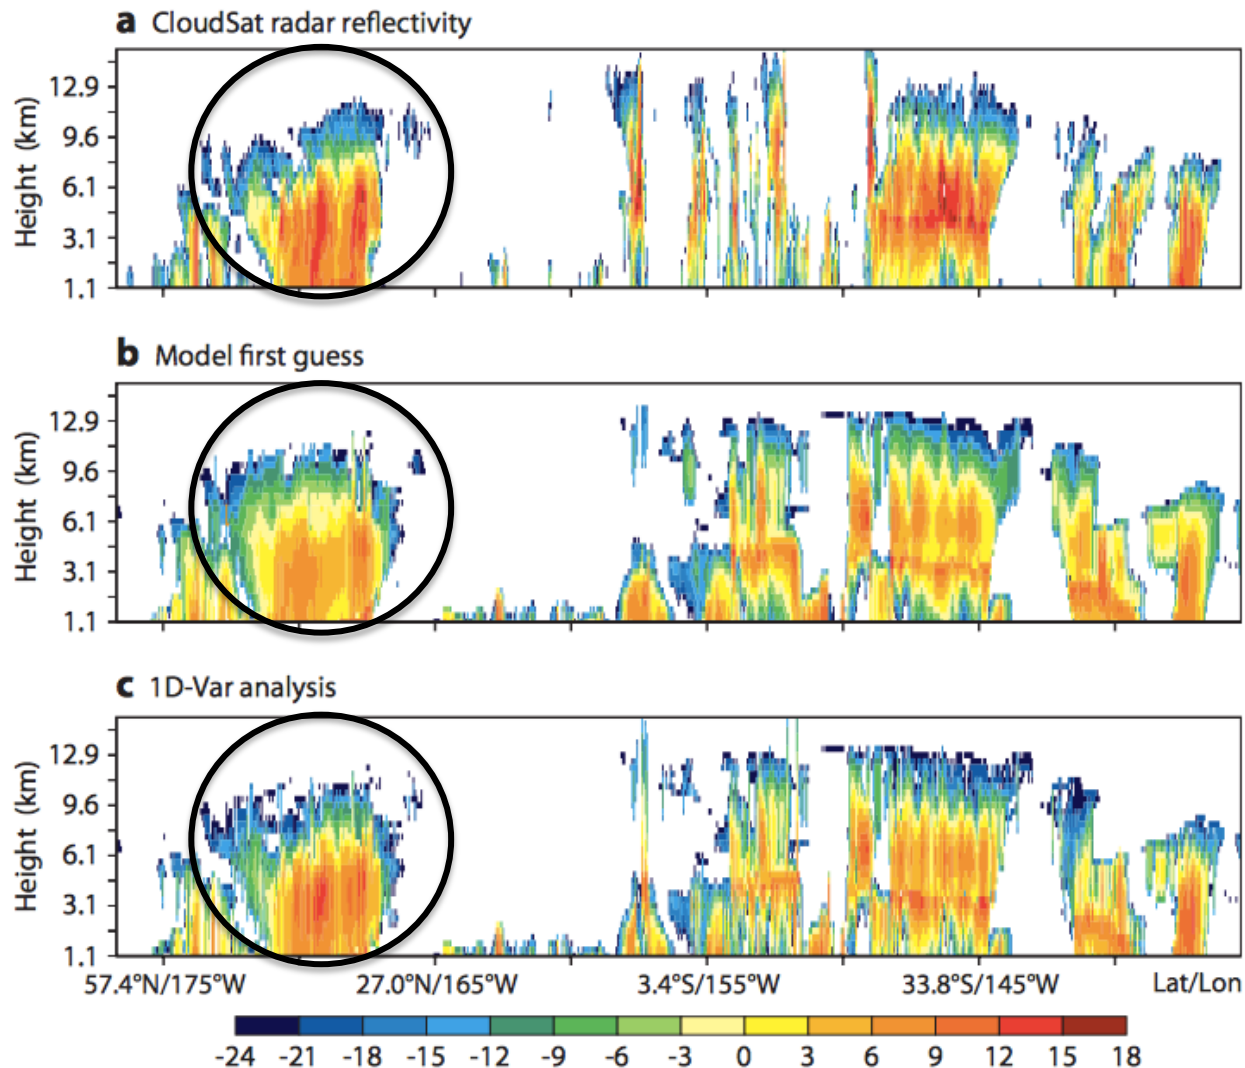 a CloudSat radar reflectivity
Height (km)
12.9
9.6
6.1
3.1
1.1
b Model first guess
Height (km)
12.9
9.6
6.1
3.1
1.1
c 1D-Var analysis
Height (km)
12.9
9.6
6.1
3.1
1.1
57.4°N/175°W 27.0°N/165°W 3.4°S/155°W 33.8°S/145°W Lat/Lon
-24 -21 -18 -15 -12 -9 -6 -3 0 3 6 9 12 15 18